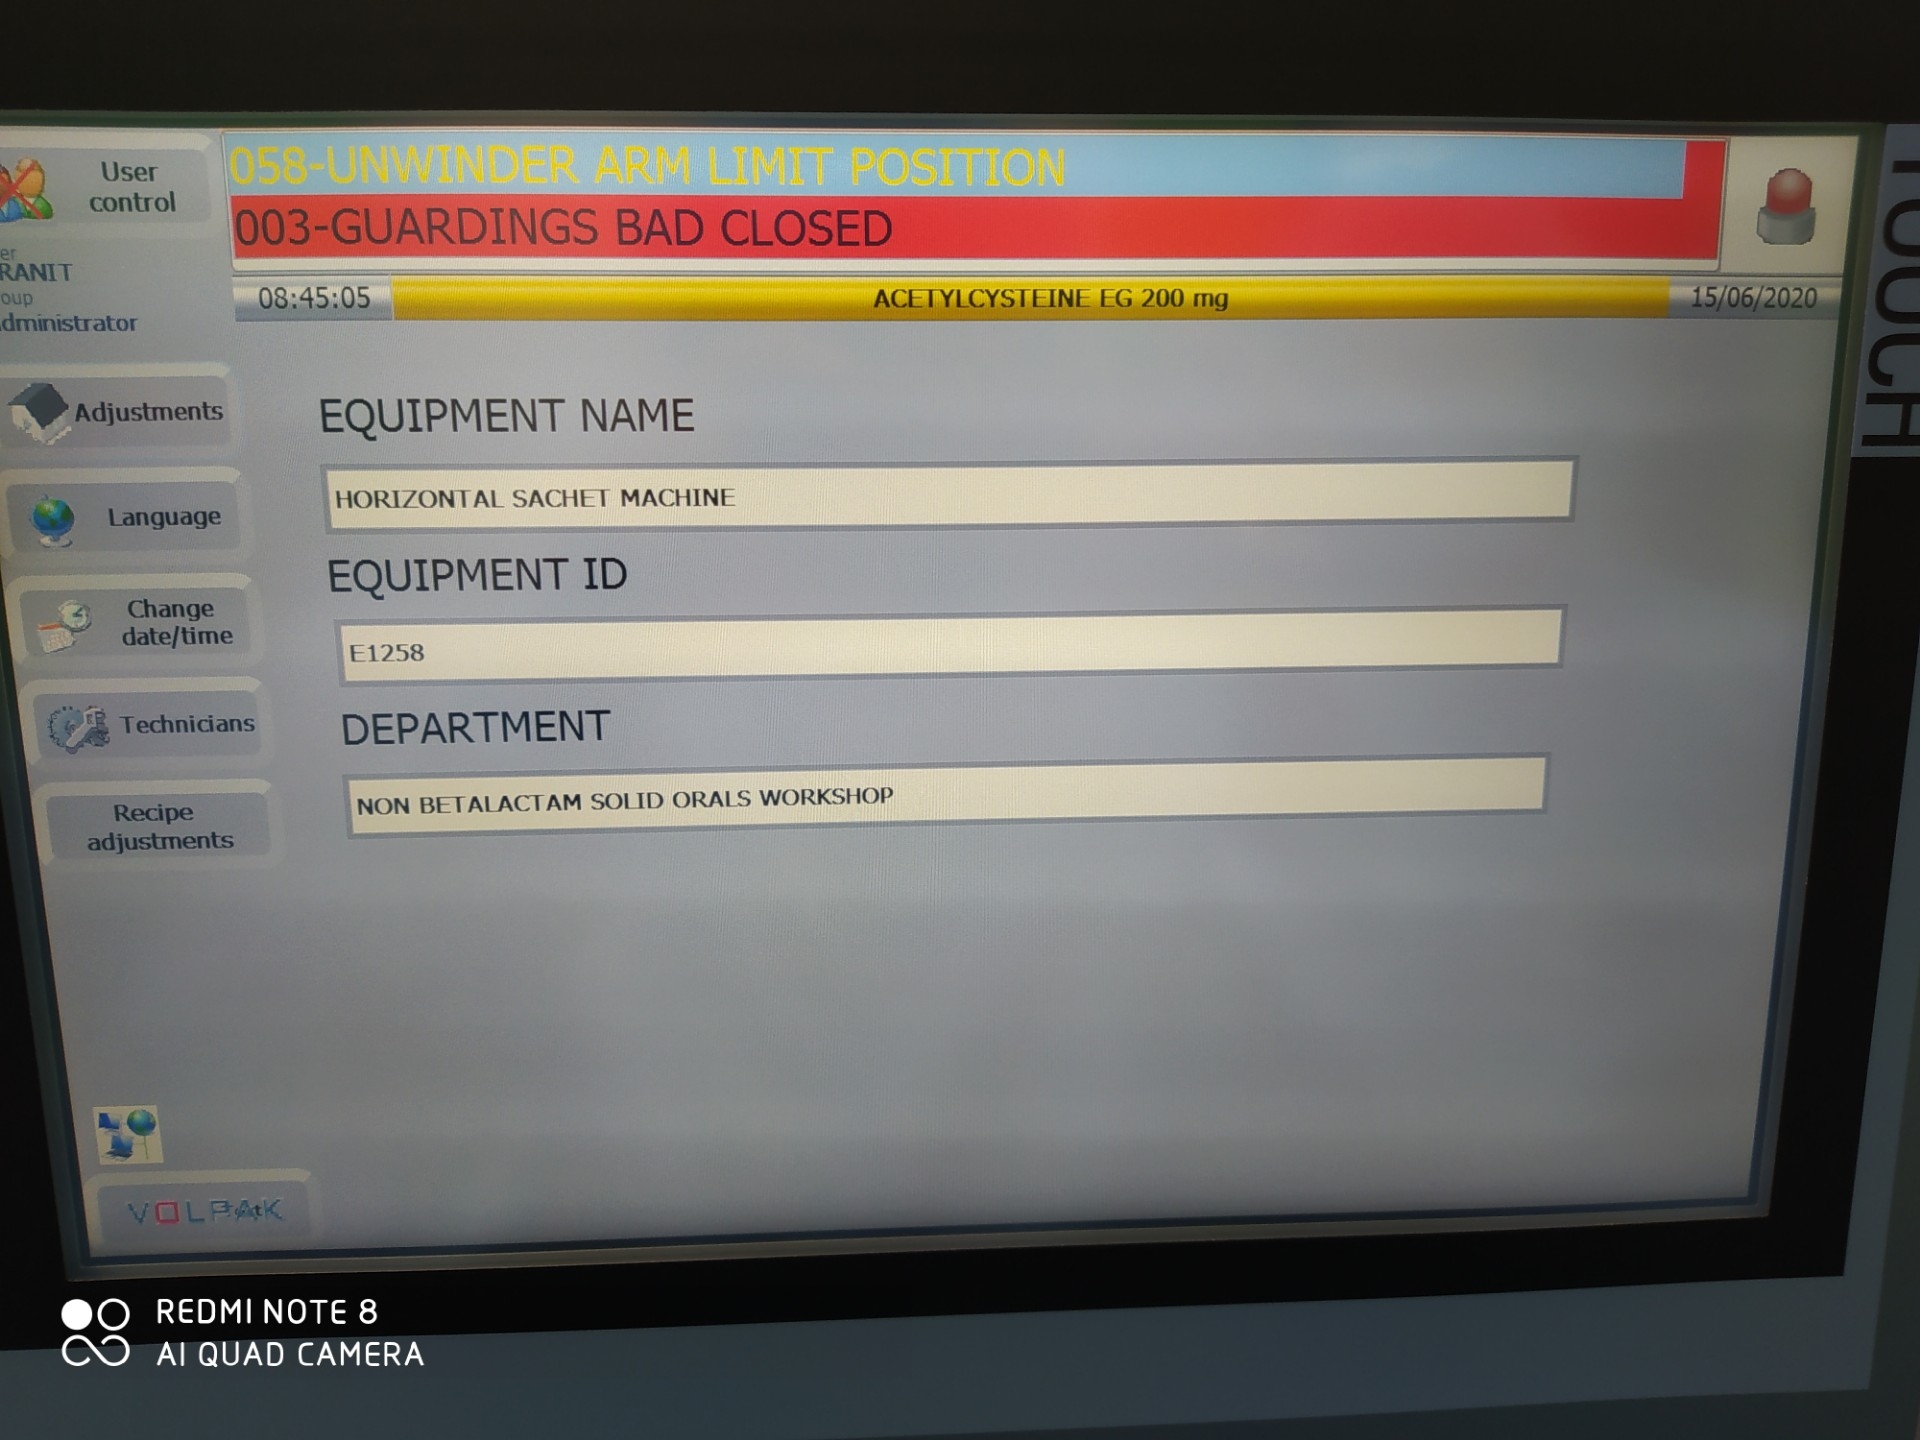 User
control
058-UNWINDER ARM LIMIT POSITION
003-GUARDINGS BAD CLOSED
er
RANIT
oup
dministrator
08:45:05
ACETYLCYSTEINE EG 200 mg
15/06/2020
TOUCH
Adjustments
Language
Change
date/time
Technicians
Recipe
adjustments
EQUIPMENT NAME
HORIZONTAL SACHET MACHINE
EQUIPMENT ID
E1258
DEPARTMENT
NON BETALACTAM SOLID ORALS WORKSHOP
VOLPAK
REDMI NOTE 8
AI QUAD CAMERA